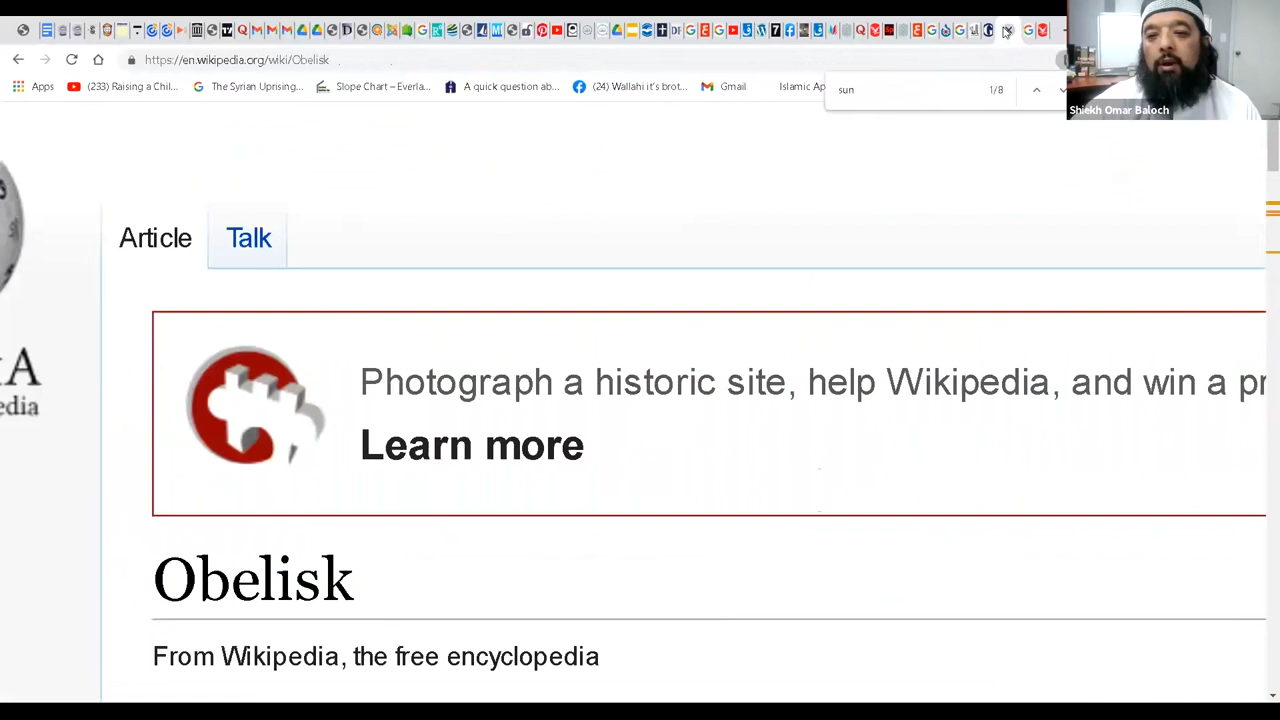 https://en.wikipedia.org/wiki/Obelisk
Apps
(233) Raising a Chil...
The Syrian Uprising...
Slope Chart – Everla...
A quick question ab...
(24) Wallahi it's brot...
Gmail
Islamic Ap
sun
1/8
Shiekh Omar Baloch
Article
Talk
Photograph a historic site, help Wikipedia, and win a pr
Learn more
A
edia
Obelisk
From Wikipedia, the free encyclopedia